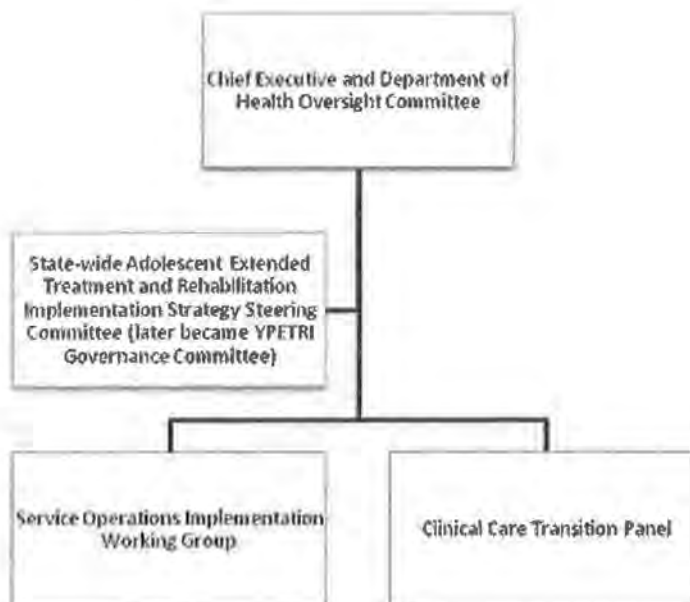 Chief Executive and Department of
Health Oversight Committee
State-wide Adolescent Extended
Treatment and Rehabilitation
Implementation Strategy Steering
Committee (later became YPETRI
Governance Committee)
Service Operations Implementation
Working Group
Clinical Care Transition Panel